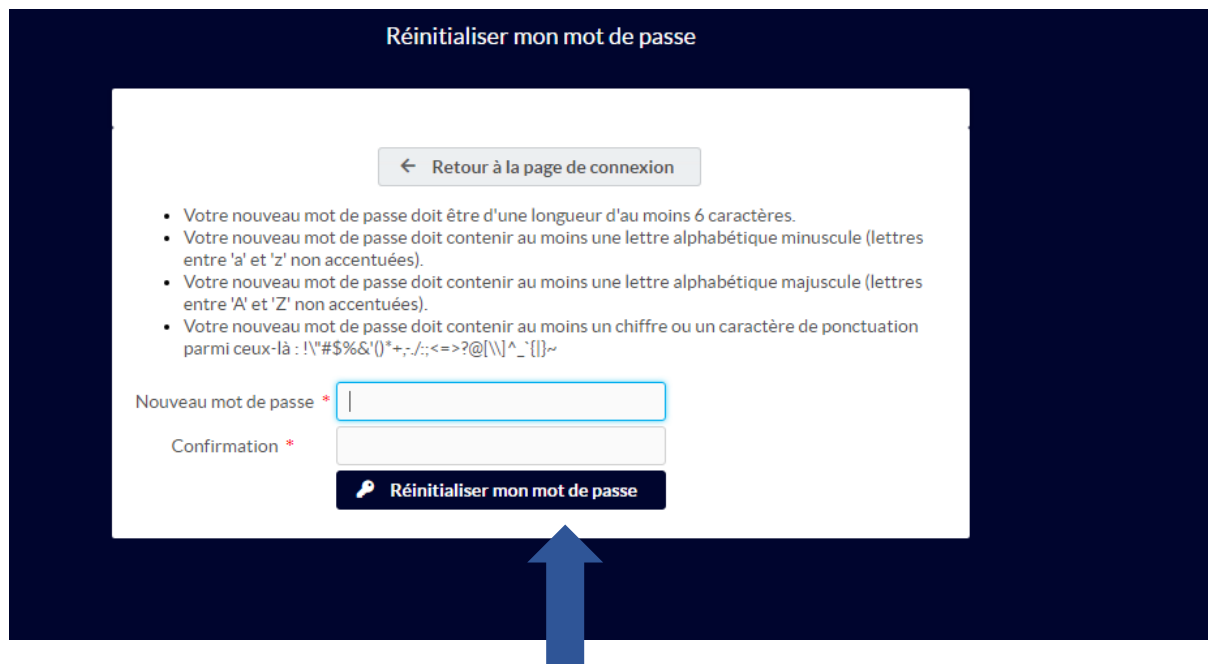 Réinitialiser mon mot de passe
Retour à la page de connexion
• Votre nouveau mot de passe doit être d'une longueur d'au moins 6 caractères.
• Votre nouveau mot de passe doit contenir au moins une lettre alphabétique minuscule (lettres
entre 'a' et 'z' non accentuées).
• Votre nouveau mot de passe doit contenir au moins une lettre alphabétique majuscule (lettres
entre 'A' et 'Z' non accentuées).
• Votre nouveau mot de passe doit contenir au moins un chiffre ou un caractère de ponctuation
parmi ceux-là : !\"#$%&'()*+,-./:;<=>?@[\\]^_`{|}~
Nouveau mot de passe *
Confirmation *
Réinitialiser mon mot de passe